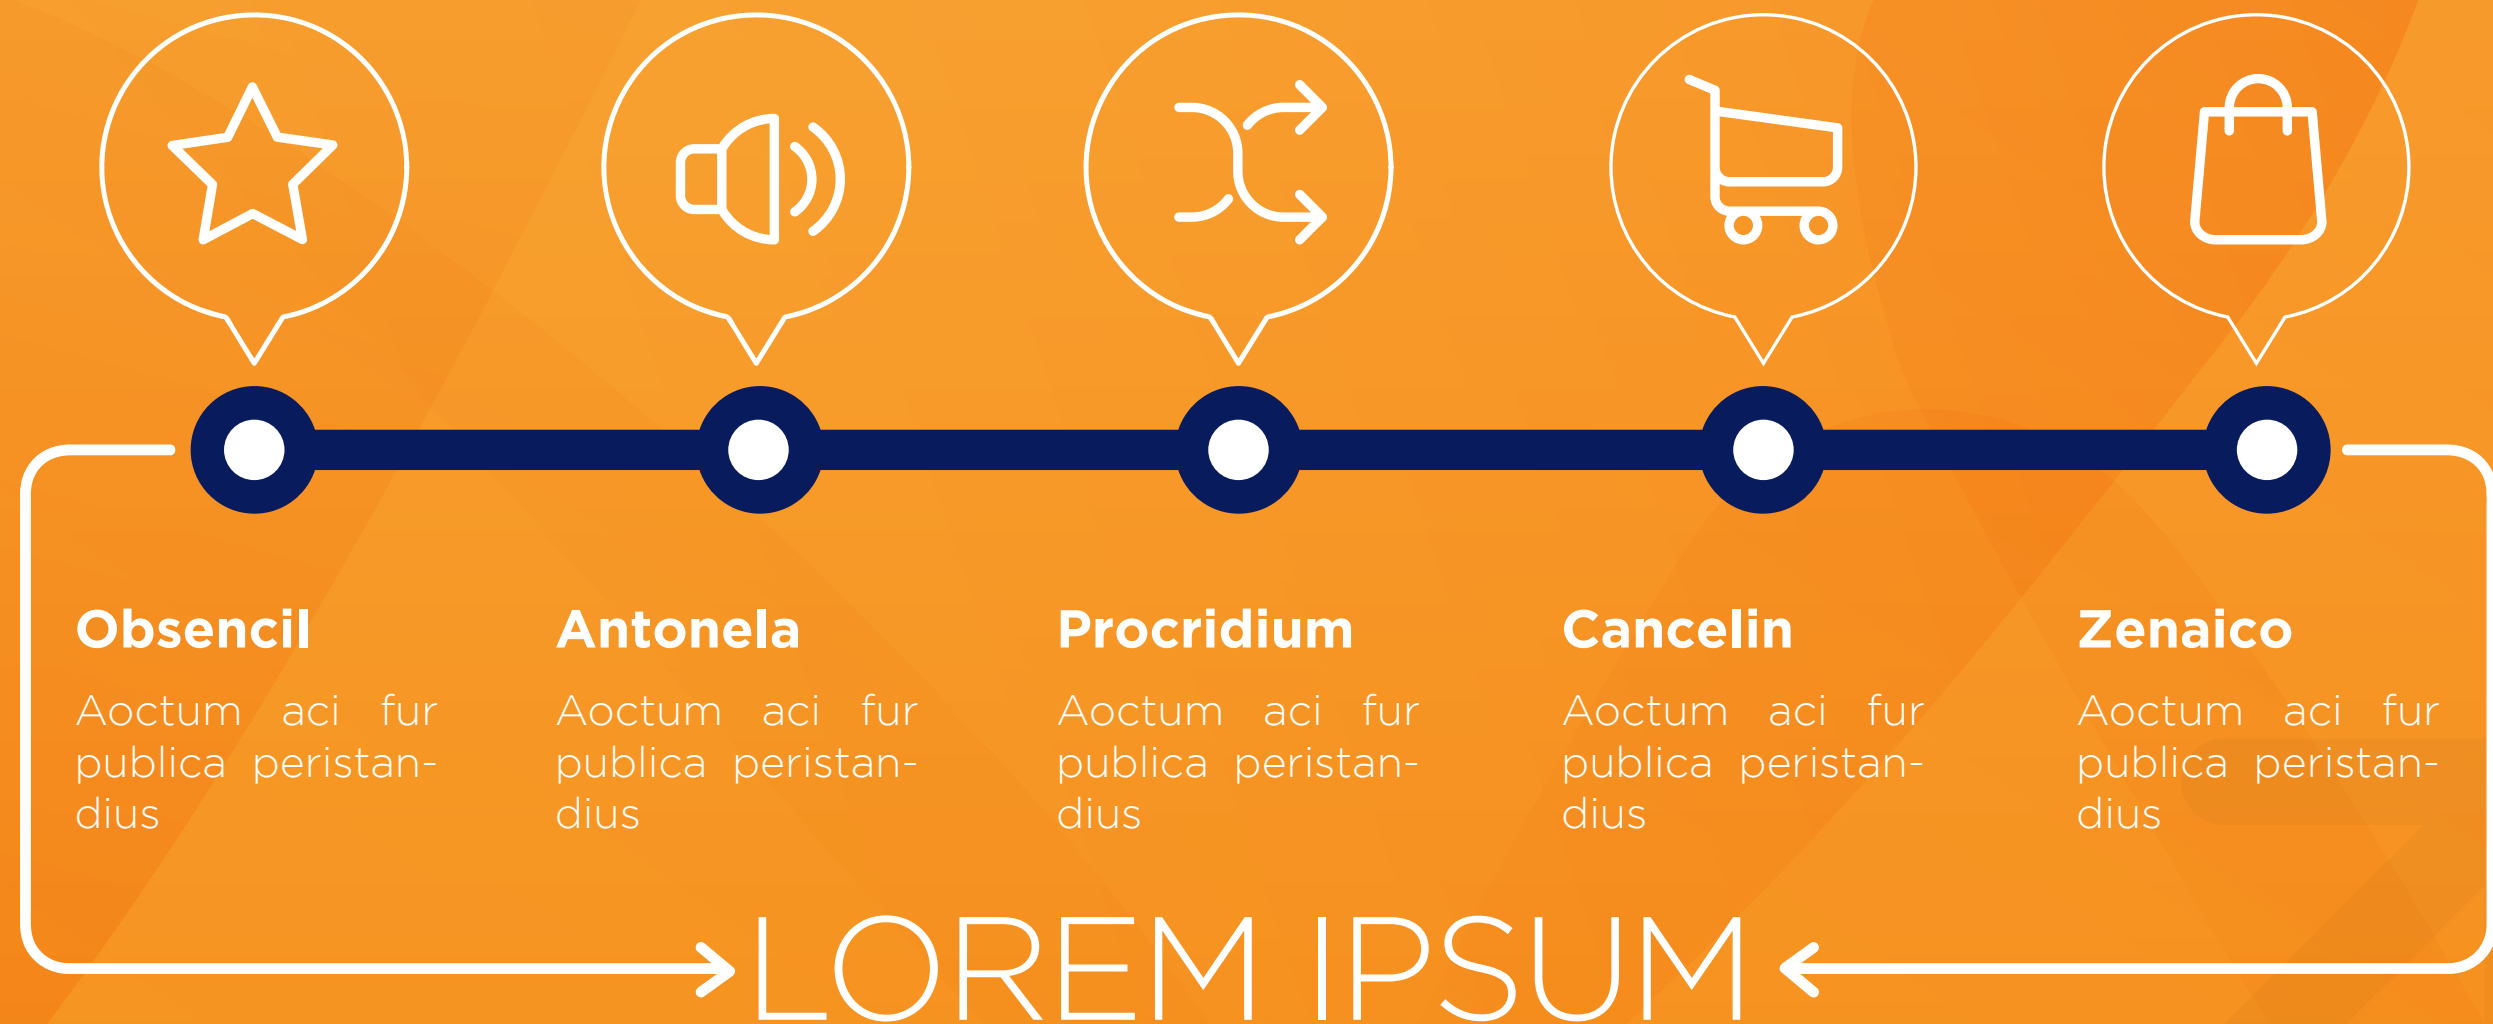 Obsencil
Aoctum aci fur
publica peristan-
dius
Antonela
Aoctum aci fur
publica peristan-
dius
Procridium
Aoctum aci fur
publica peristan-
dius
Cancelin
Aoctum aci fur
publica peristan-
dius
Zenaico
Aoctum aci fur
publica peristan-
dius
LOREM IPSUM